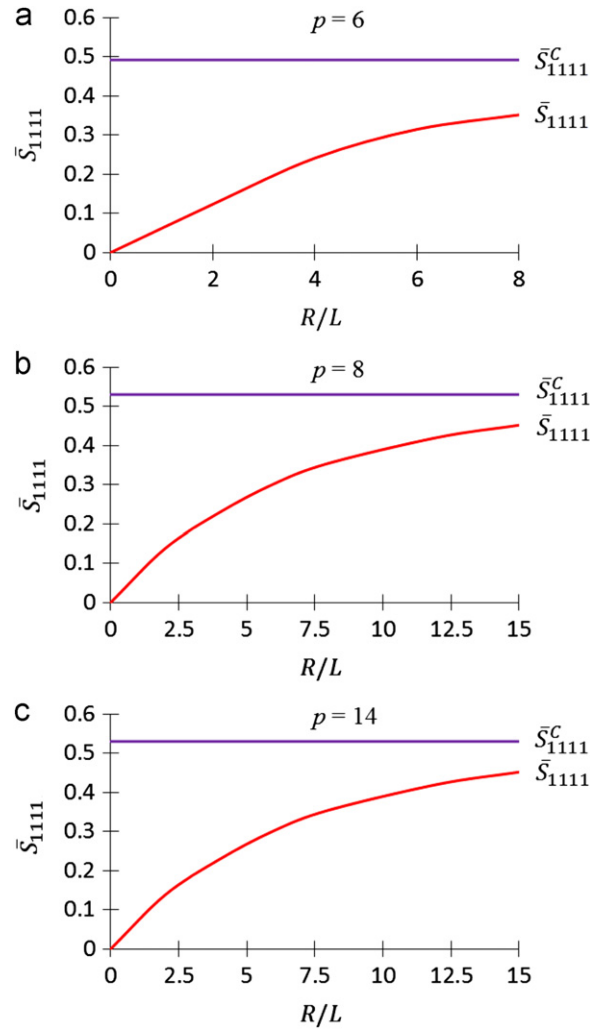 a
p = 6
0.6
0.5
0.4
0.3
0.2
0.1
0
S̄₁₁₁₁
S̄ᶜ₁₁₁₁
S̄₁₁₁₁
0 2 4 6 8
R/L
b
p = 8
0.6
0.5
0.4
0.3
0.2
0.1
0
S̄₁₁₁₁
S̄ᶜ₁₁₁₁
S̄₁₁₁₁
0 2.5 5 7.5 10 12.5 15
R/L
c
p = 14
0.6
0.5
0.4
0.3
0.2
0.1
0
S̄₁₁₁₁
S̄ᶜ₁₁₁₁
S̄₁₁₁₁
0 2.5 5 7.5 10 12.5 15
R/L